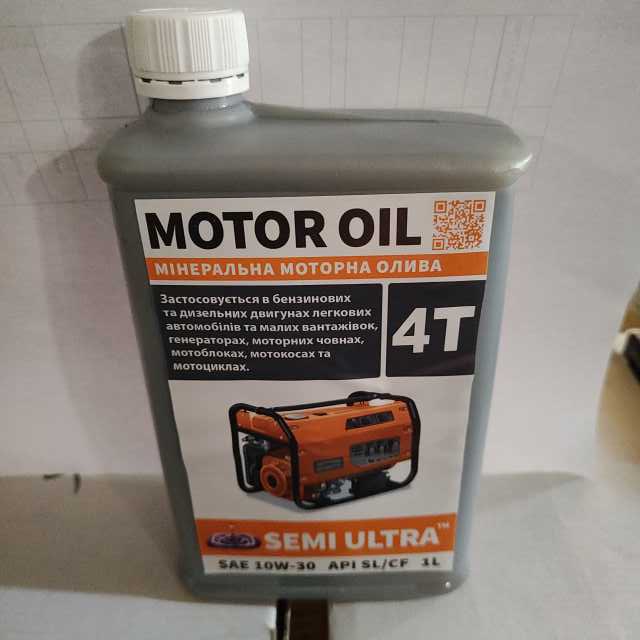 MOTOR OIL
МІНЕРАЛЬНА МОТОРНА ОЛИВА
Застосовується в бензинових
та дизельних двигунах легкових
автомобілів та малих вантажівок,
генераторах, моторних човнах,
мотоблоках, мотокосах та
мотоциклах.
4T
SEMI ULTRA™
SAE 10W-30 API SL/CF 1L